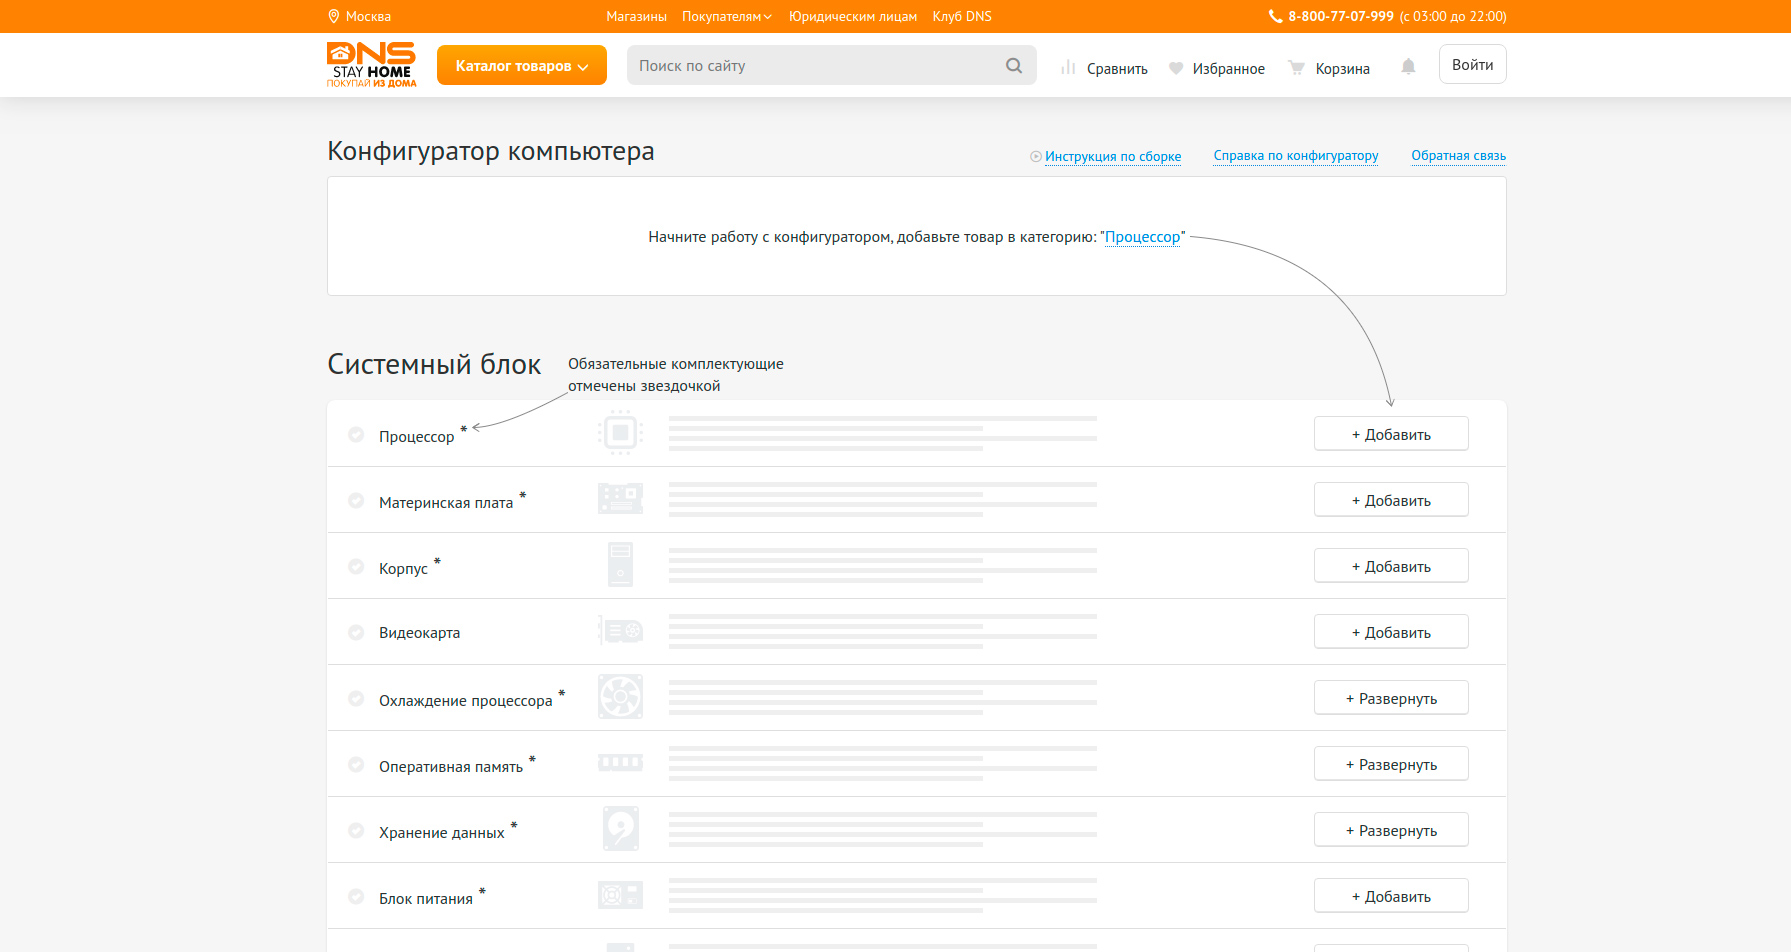 Москва
Магазины Покупателям Юридическим лицам Клуб DNS
8-800-77-07-999 (с 03:00 до 22:00)
DNS
STAY HOME
ПОКУПАЙ ИЗ ДОМА
Каталог товаров
Поиск по сайту
Сравнить
Избранное
Корзина
Войти
Конфигуратор компьютера
Инструкция по сборке
Справка по конфигуратору
Обратная связь
Начните работу с конфигуратором, добавьте товар в категорию: "Процессор"
Системный блок
Обязательные комплектующие
отмечены звездочкой
Процессор *
+ Добавить
Материнская плата *
+ Добавить
Корпус *
+ Добавить
Видеокарта
+ Добавить
Охлаждение процессора *
+ Развернуть
Оперативная память *
+ Развернуть
Хранение данных *
+ Развернуть
Блок питания *
+ Добавить